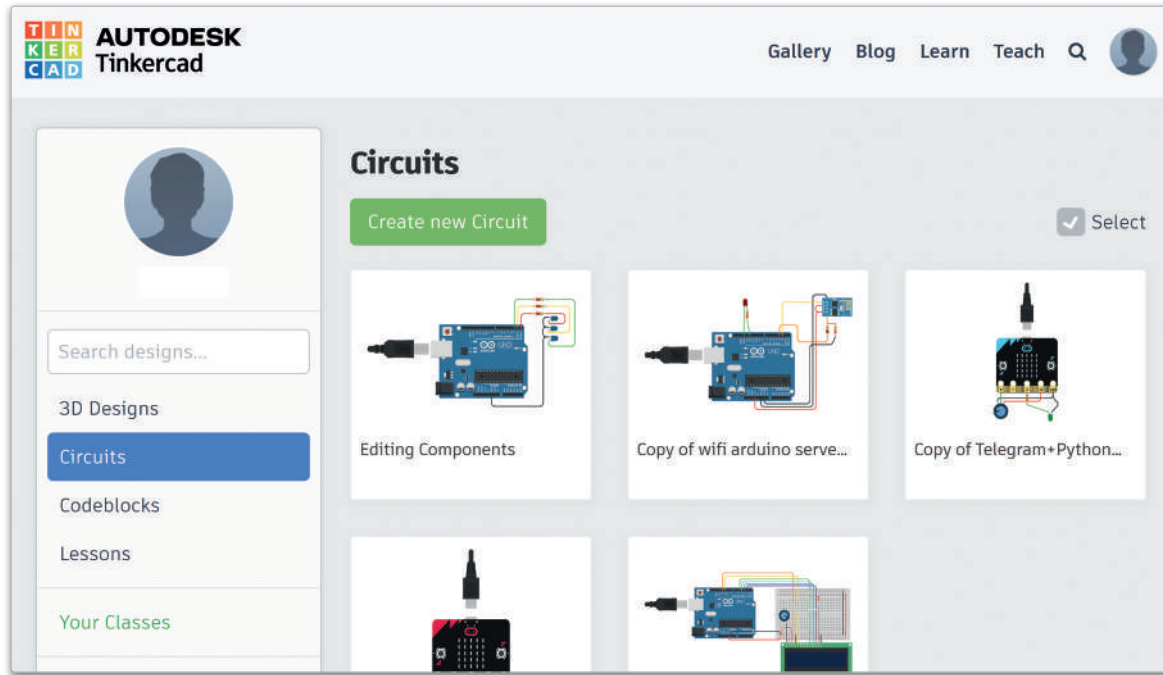 TIN
KER
CAD
AUTODESK
Tinkercad
Gallery Blog Learn Teach
Circuits
Create new Circuit
Select
Search designs...
3D Designs
Circuits
Codeblocks
Lessons
Your Classes
Editing Components
Copy of wifi arduino serve...
Copy of Telegram+Python...